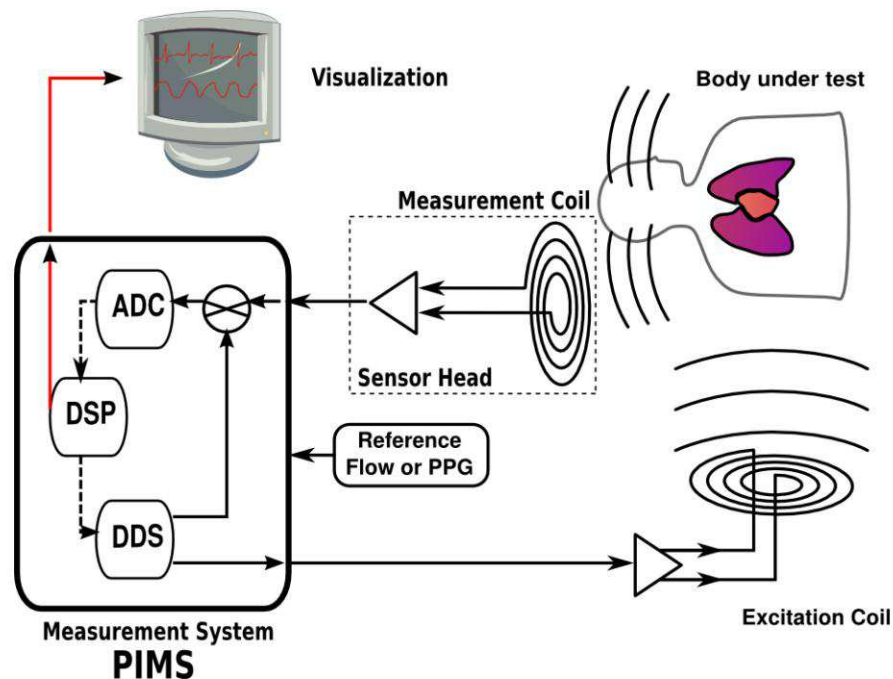 Visualization
Body under test
Measurement Coil
ADC
Sensor Head
DSP
Reference
Flow or PPG
DDS
Excitation Coil
Measurement System
PIMS